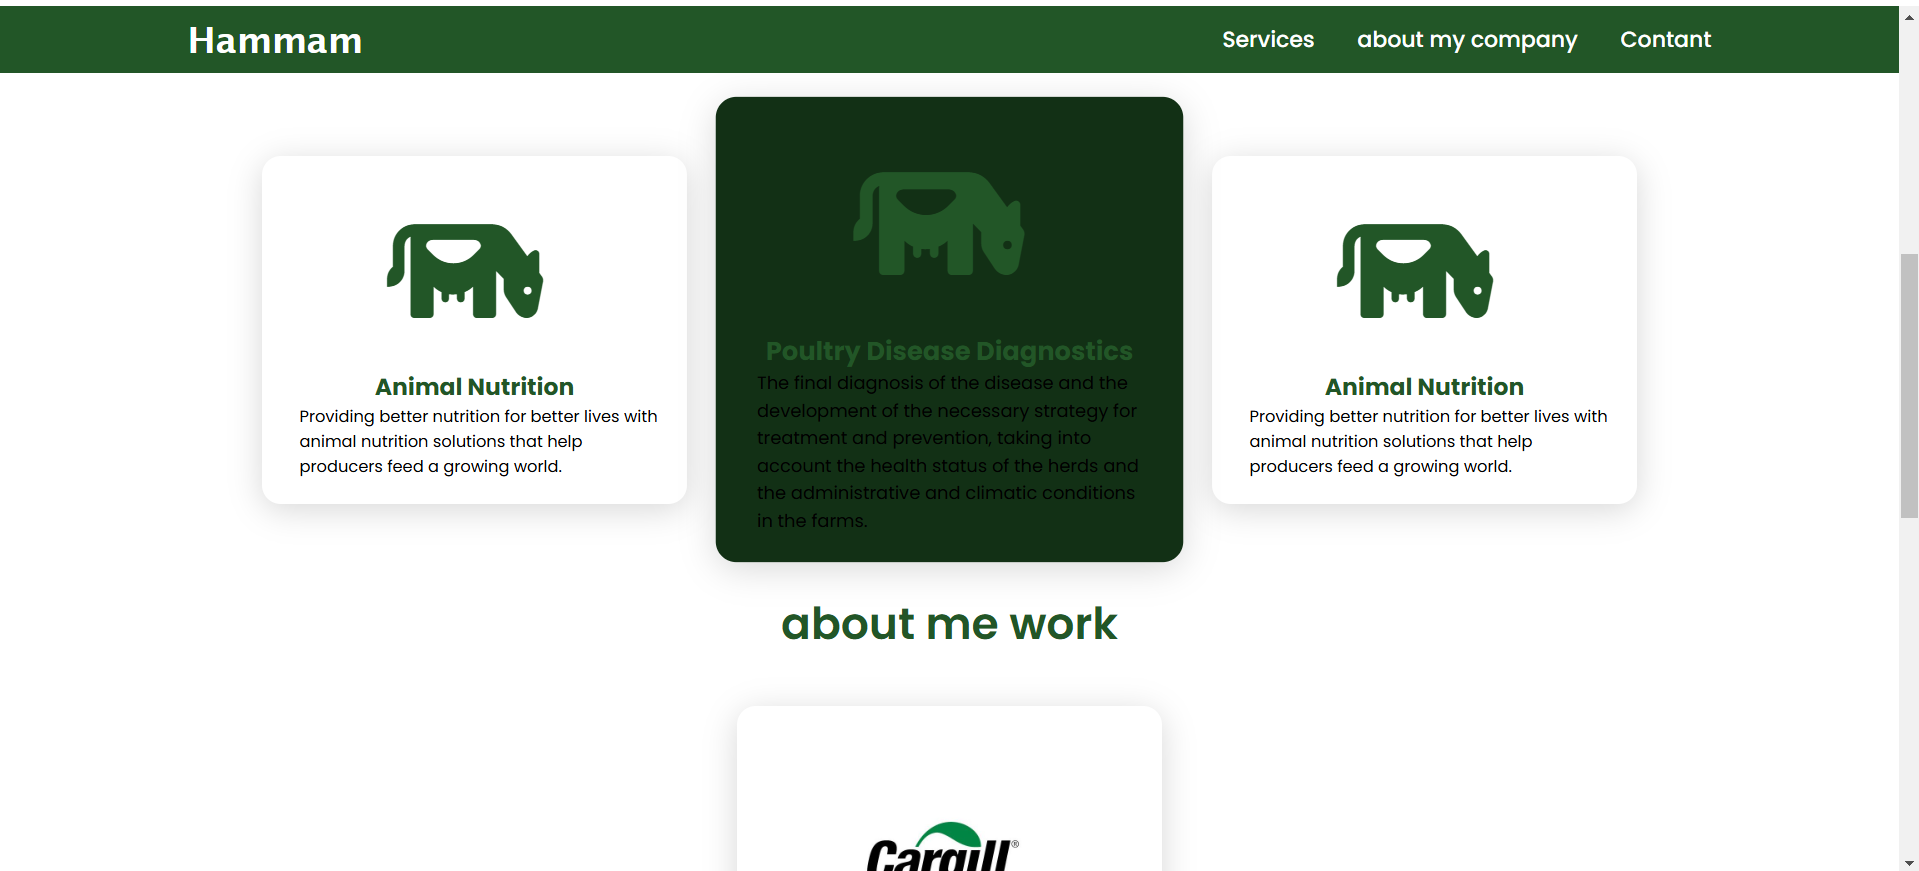 Hammam
Services
about my company
Contant
Animal Nutrition
Providing better nutrition for better lives with
animal nutrition solutions that help
producers feed a growing world.
Poultry Disease Diagnostics
The final diagnosis of the disease and the
development of the necessary strategy for
treatment and prevention, taking into
account the health status of the herds and
the administrative and climatic conditions
in the farms.
Animal Nutrition
Providing better nutrition for better lives with
animal nutrition solutions that help
producers feed a growing world.
about me work
Cargill®